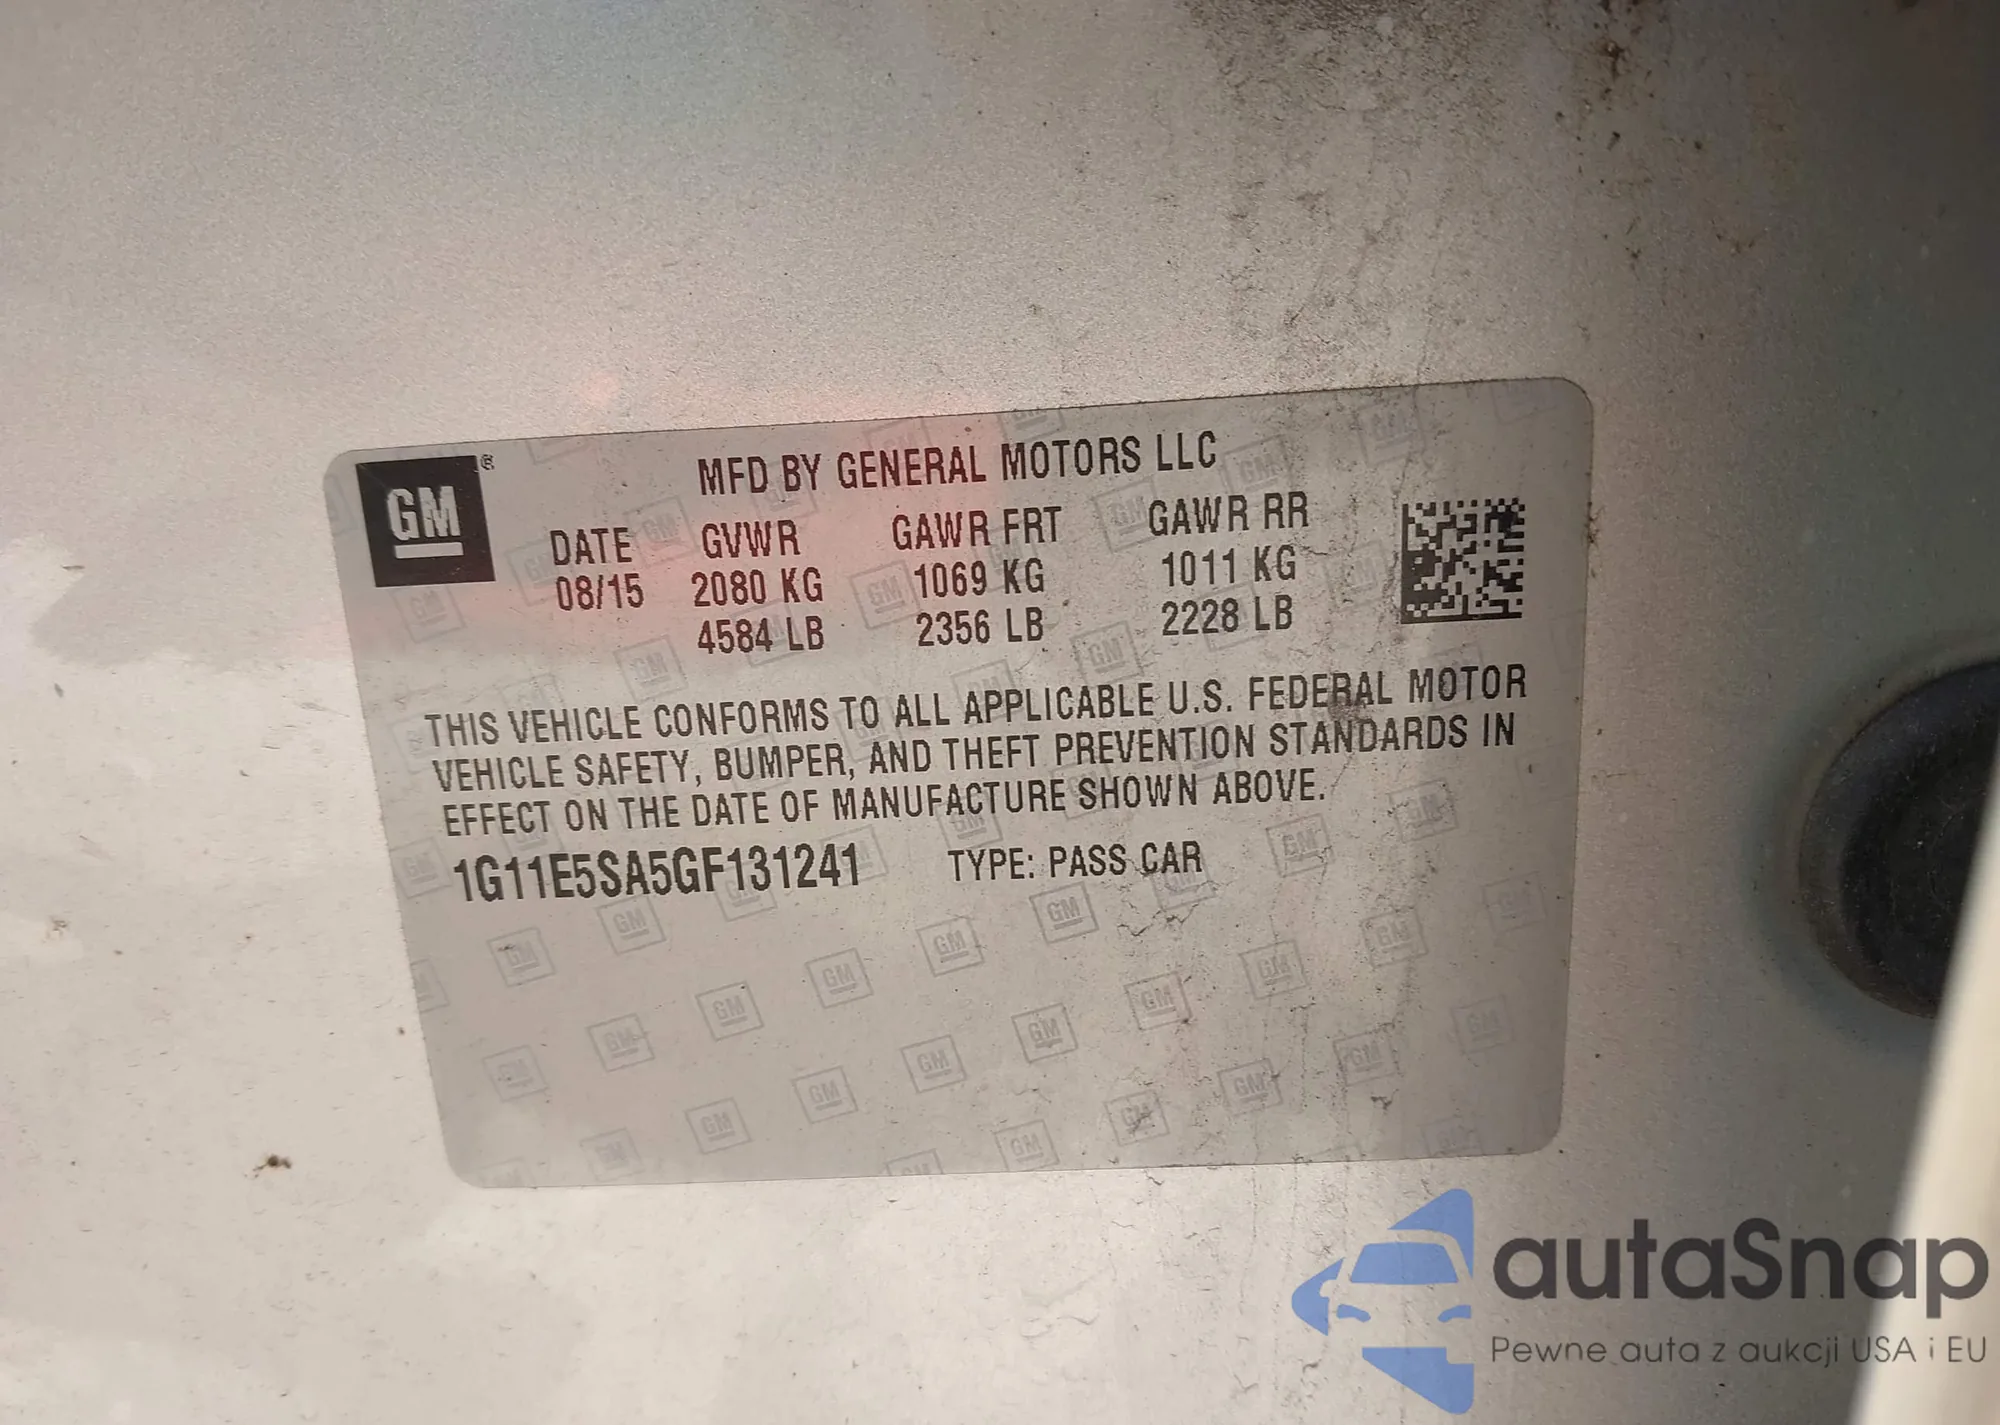 GM ®
MFD BY GENERAL MOTORS LLC
DATE GVWR GAWR FRT GAWR RR
08/15 2080 KG 1069 KG 1011 KG
4584 LB 2356 LB 2228 LB
THIS VEHICLE CONFORMS TO ALL APPLICABLE U.S. FEDERAL MOTOR
VEHICLE SAFETY, BUMPER, AND THEFT PREVENTION STANDARDS IN
EFFECT ON THE DATE OF MANUFACTURE SHOWN ABOVE.
1G11E5SA5GF131241 TYPE: PASS CAR
autaSnap
Pewne auta z aukcji USA i EU